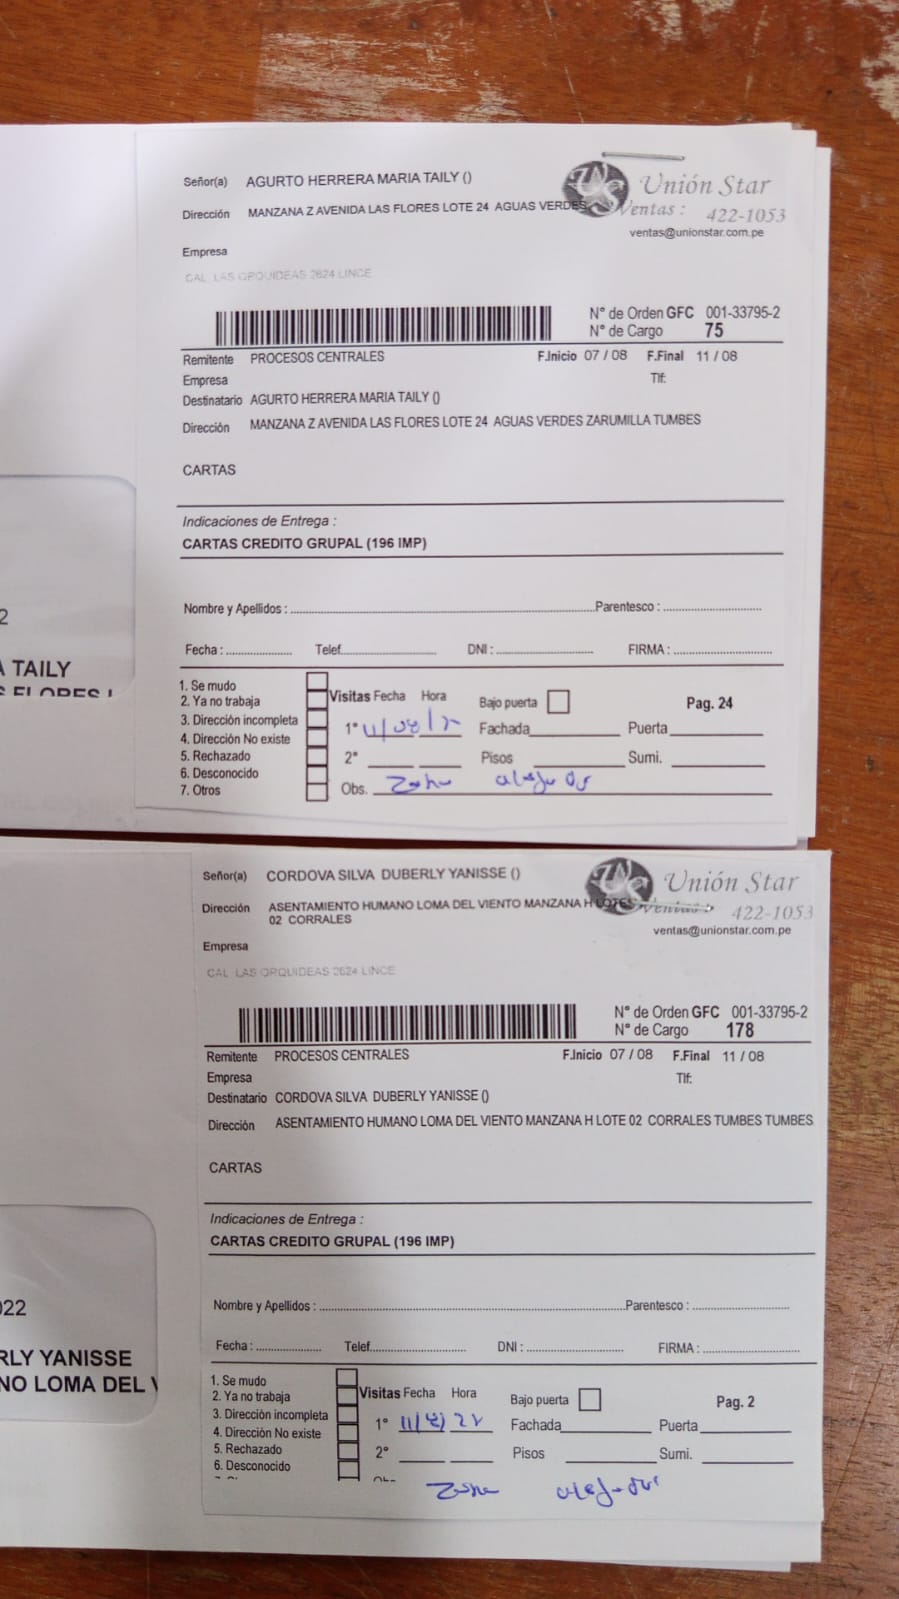 Señor(a) AGURTO HERRERA MARIA TAILY ()
Unión Star
Dirección MANZANA Z AVENIDA LAS FLORES LOTE 24 AGUAS VERDES
Ventas : 422-1053
ventas@unionstar.com.pe
Empresa
CAL LAS ORQUIDEAS 2624 LINCE
N° de Orden GFC 001-33795-2
N° de Cargo 75
Remitente PROCESOS CENTRALES F.Inicio 07 / 08 F.Final 11 / 08
Empresa Tlf:
Destinatario AGURTO HERRERA MARIA TAILY ()
Dirección MANZANA Z AVENIDA LAS FLORES LOTE 24 AGUAS VERDES ZARUMILLA TUMBES
CARTAS
Indicaciones de Entrega :
CARTAS CREDITO GRUPAL (196 IMP)
Nombre y Apellidos : Parentesco :
Fecha : Telef. DNI : FIRMA :
1. Se mudo
2. Ya no trabaja
3. Dirección incompleta
4. Dirección No existe
5. Rechazado
6. Desconocido
7. Otros
Visitas Fecha Hora Bajo puerta Pag. 24
1° Fachada Puerta
2° Pisos Sumi.
Obs. Zona
2
A TAILY
S FLORES L
Señor(a) CORDOVA SILVA DUBERLY YANISSE ()
Unión Star
Dirección ASENTAMIENTO HUMANO LOMA DEL VIENTO MANZANA H LOTE
02 CORRALES
Ventas : 422-1053
ventas@unionstar.com.pe
Empresa
CAL LAS ORQUIDEAS 2624 LINCE
N° de Orden GFC 001-33795-2
N° de Cargo 178
Remitente PROCESOS CENTRALES F.Inicio 07 / 08 F.Final 11 / 08
Empresa Tlf:
Destinatario CORDOVA SILVA DUBERLY YANISSE ()
Dirección ASENTAMIENTO HUMANO LOMA DEL VIENTO MANZANA H LOTE 02 CORRALES TUMBES TUMBES
CARTAS
Indicaciones de Entrega :
CARTAS CREDITO GRUPAL (196 IMP)
Nombre y Apellidos : Parentesco :
Fecha : Telef. DNI : FIRMA :
1. Se mudo
2. Ya no trabaja
3. Dirección incompleta
4. Dirección No existe
5. Rechazado
6. Desconocido
Visitas Fecha Hora Bajo puerta Pag. 2
1° 11/8/22 Fachada Puerta
2° Pisos Sumi.
Zona
022
RLY YANISSE
NO LOMA DEL V